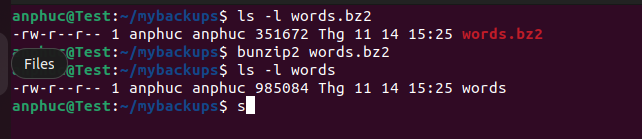 anphuc@Test:~/mybackups$ ls -l words.bz2
-rw-r--r-- 1 anphuc anphuc 351672 Thg 11 14 15:25 words.bz2
anphuc@Test:~/mybackups$ bunzip2 words.bz2
Files
anphuc@Test:~/mybackups$ ls -l words
-rw-r--r-- 1 anphuc anphuc 985084 Thg 11 14 15:25 words
anphuc@Test:~/mybackups$ s